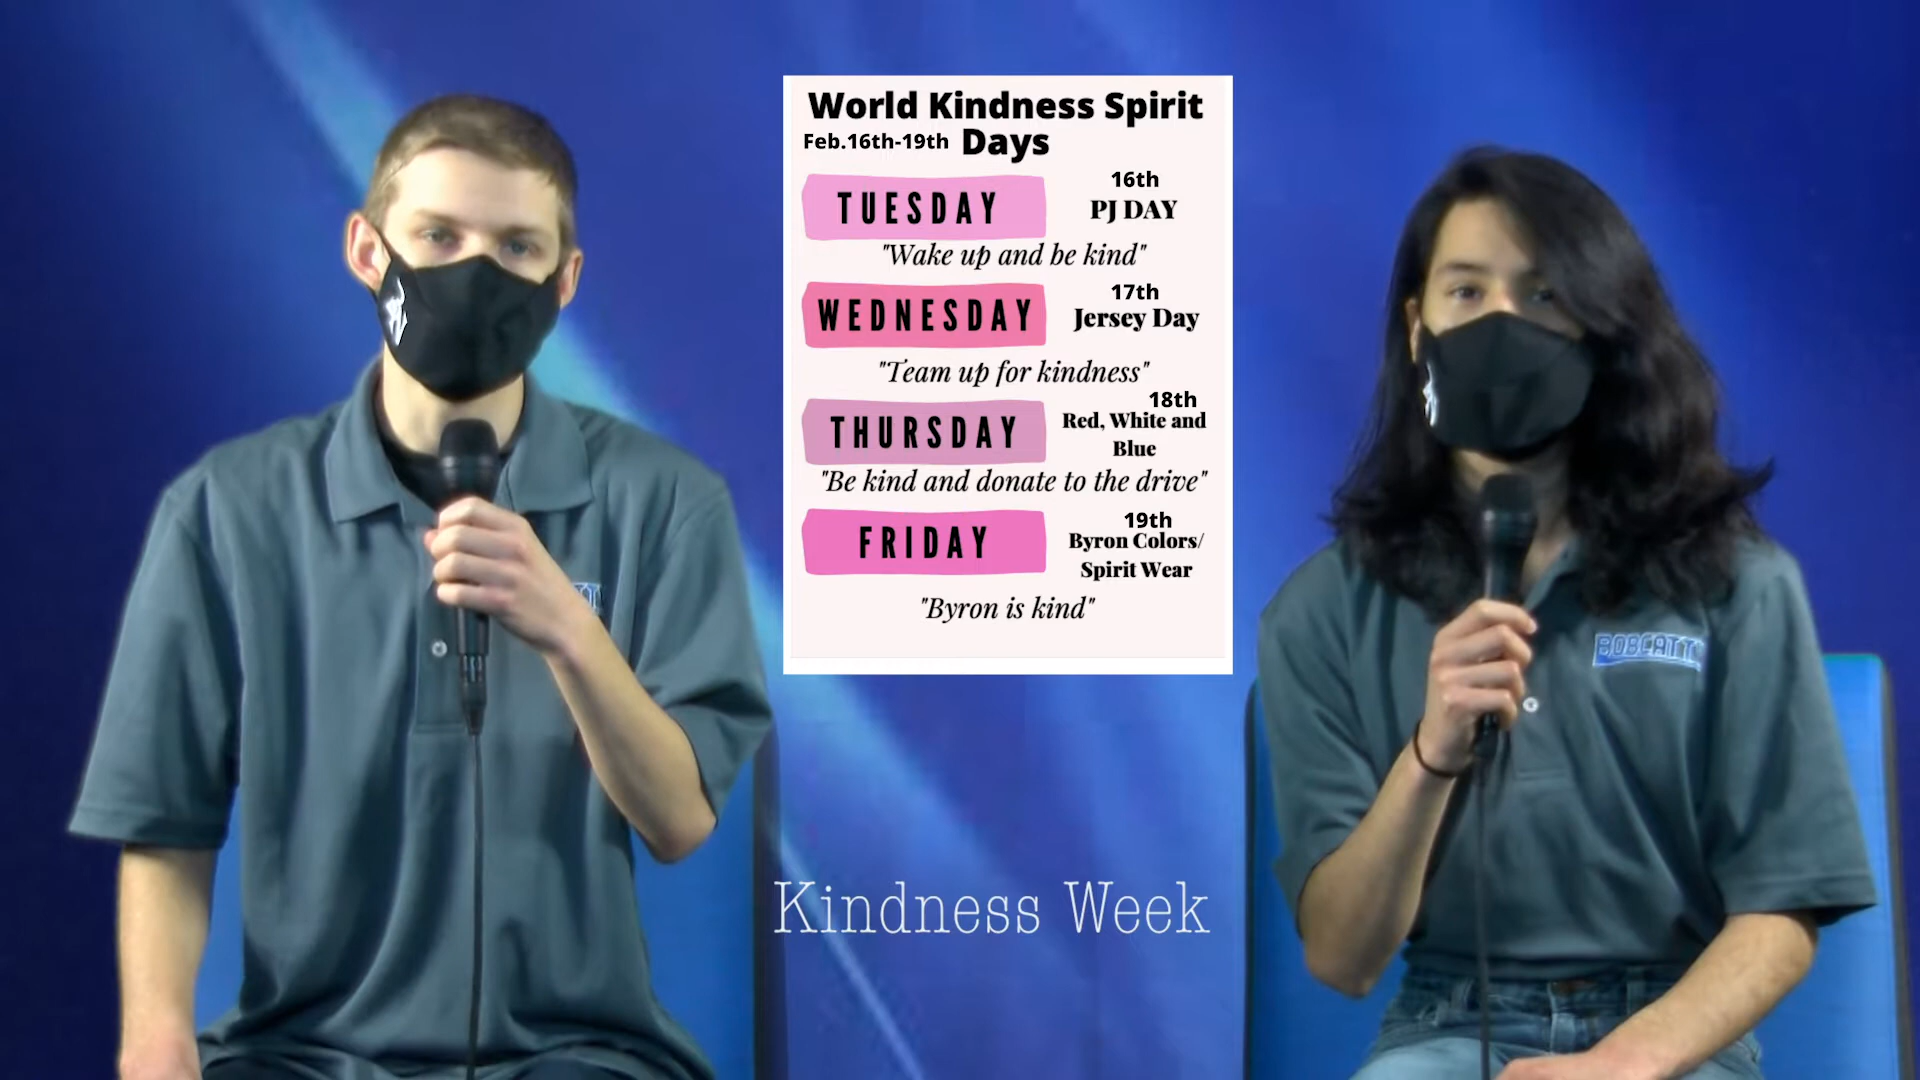 World Kindness Spirit
Feb.16th-19th Days
TUESDAY
16th
PJ DAY
"Wake up and be kind"
WEDNESDAY
17th
Jersey Day
"Team up for kindness"
THURSDAY
18th
Red, White and
Blue
"Be kind and donate to the drive"
FRIDAY
19th
Byron Colors/
Spirit Wear
"Byron is kind"
BOBCATTV
Kindness Week